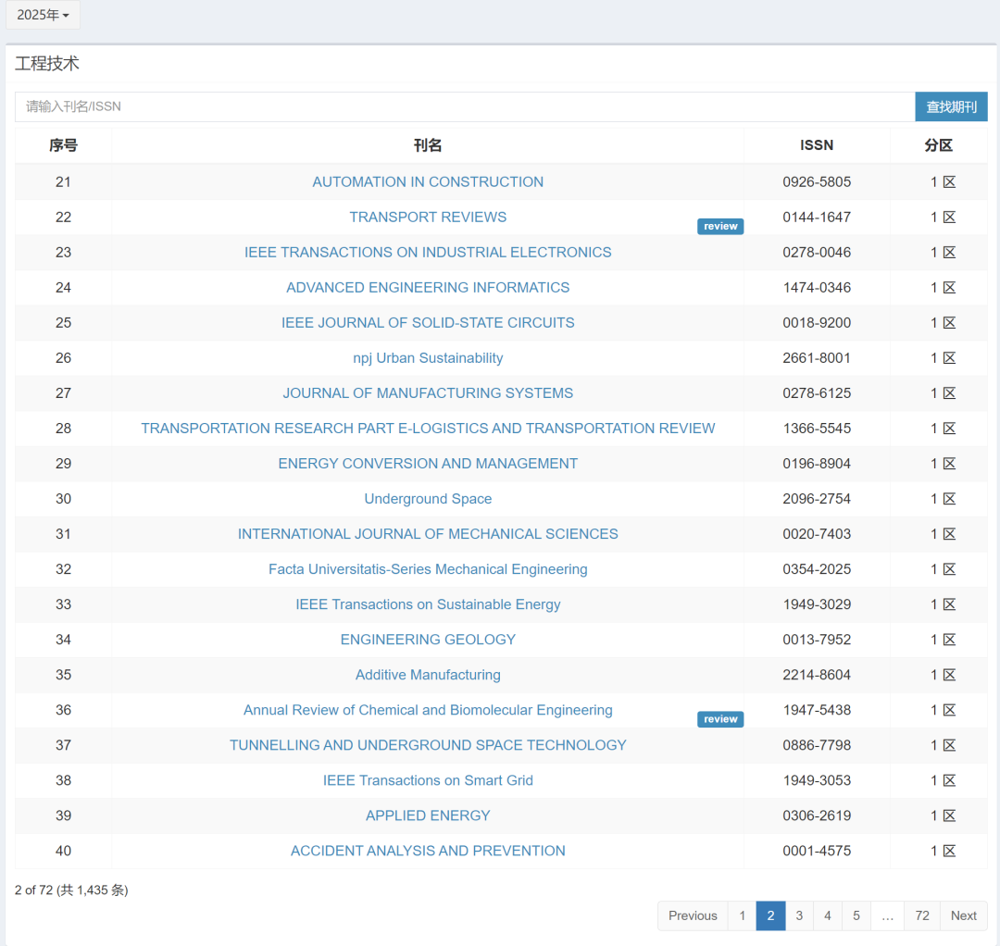 2025年
工程技术
请输入刊名/ISSN 查找期刊
序号 刊名 ISSN 分区
21 AUTOMATION IN CONSTRUCTION 0926-5805 1 区
22 TRANSPORT REVIEWS review 0144-1647 1 区
23 IEEE TRANSACTIONS ON INDUSTRIAL ELECTRONICS 0278-0046 1 区
24 ADVANCED ENGINEERING INFORMATICS 1474-0346 1 区
25 IEEE JOURNAL OF SOLID-STATE CIRCUITS 0018-9200 1 区
26 npj Urban Sustainability 2661-8001 1 区
27 JOURNAL OF MANUFACTURING SYSTEMS 0278-6125 1 区
28 TRANSPORTATION RESEARCH PART E-LOGISTICS AND TRANSPORTATION REVIEW 1366-5545 1 区
29 ENERGY CONVERSION AND MANAGEMENT 0196-8904 1 区
30 Underground Space 2096-2754 1 区
31 INTERNATIONAL JOURNAL OF MECHANICAL SCIENCES 0020-7403 1 区
32 Facta Universitatis-Series Mechanical Engineering 0354-2025 1 区
33 IEEE Transactions on Sustainable Energy 1949-3029 1 区
34 ENGINEERING GEOLOGY 0013-7952 1 区
35 Additive Manufacturing 2214-8604 1 区
36 Annual Review of Chemical and Biomolecular Engineering review 1947-5438 1 区
37 TUNNELLING AND UNDERGROUND SPACE TECHNOLOGY 0886-7798 1 区
38 IEEE Transactions on Smart Grid 1949-3053 1 区
39 APPLIED ENERGY 0306-2619 1 区
40 ACCIDENT ANALYSIS AND PREVENTION 0001-4575 1 区
2 of 72 (共 1,435 条)
Previous 1 2 3 4 5 … 72 Next